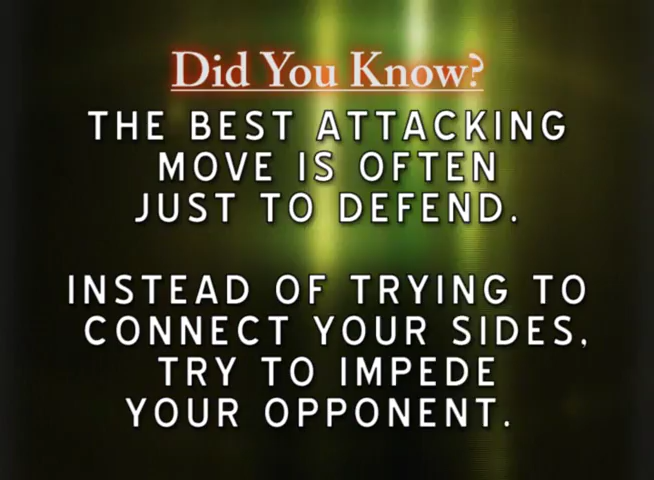 Did You Know?
THE BEST ATTACKING
MOVE IS OFTEN
JUST TO DEFEND.
INSTEAD OF TRYING TO
CONNECT YOUR SIDES,
TRY TO IMPEDE
YOUR OPPONENT.